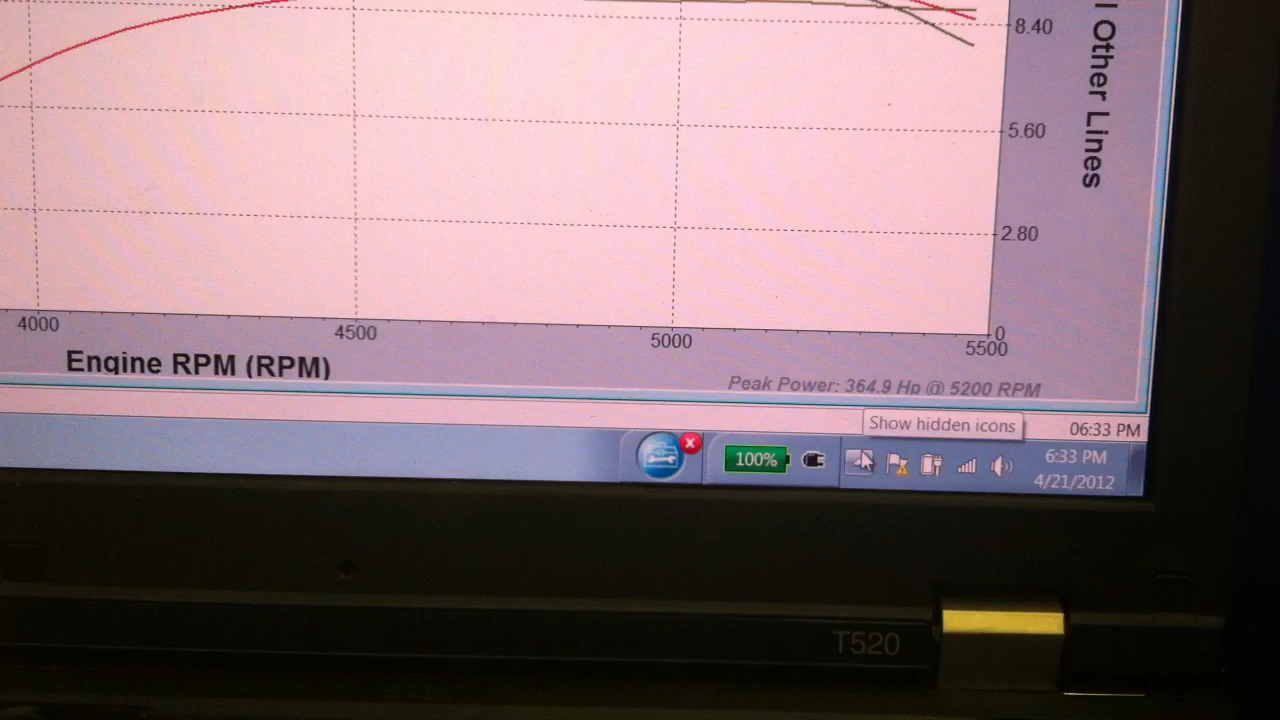 8.40
l Other Lines
5.60
2.80
0
4000
4500
5000
5500
Engine RPM (RPM)
Peak Power: 364.9 Hp @ 5200 RPM
Show hidden icons
06:33 PM
100%
6:33 PM
4/21/2012
T520